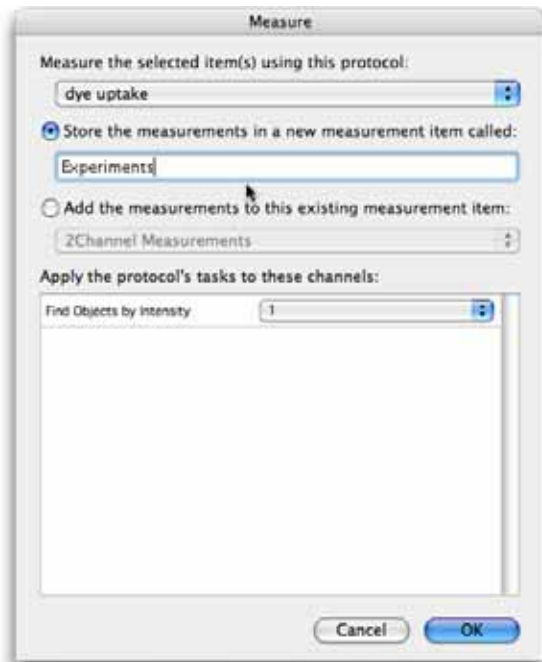 Measure
Measure the selected item(s) using this protocol:
dye uptake
Store the measurements in a new measurement item called:
Experiments
Add the measurements to this existing measurement item:
2Channel Measurements
Apply the protocol's tasks to these channels:
Find Objects by Intensity 1
Cancel OK